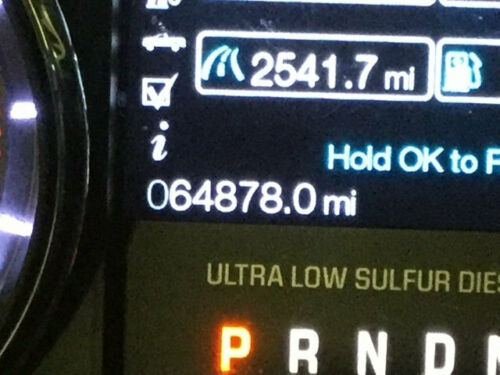 2541.7 mi
Hold OK to
i
064878.0 mi
ULTRA LOW SULFUR
P R N D